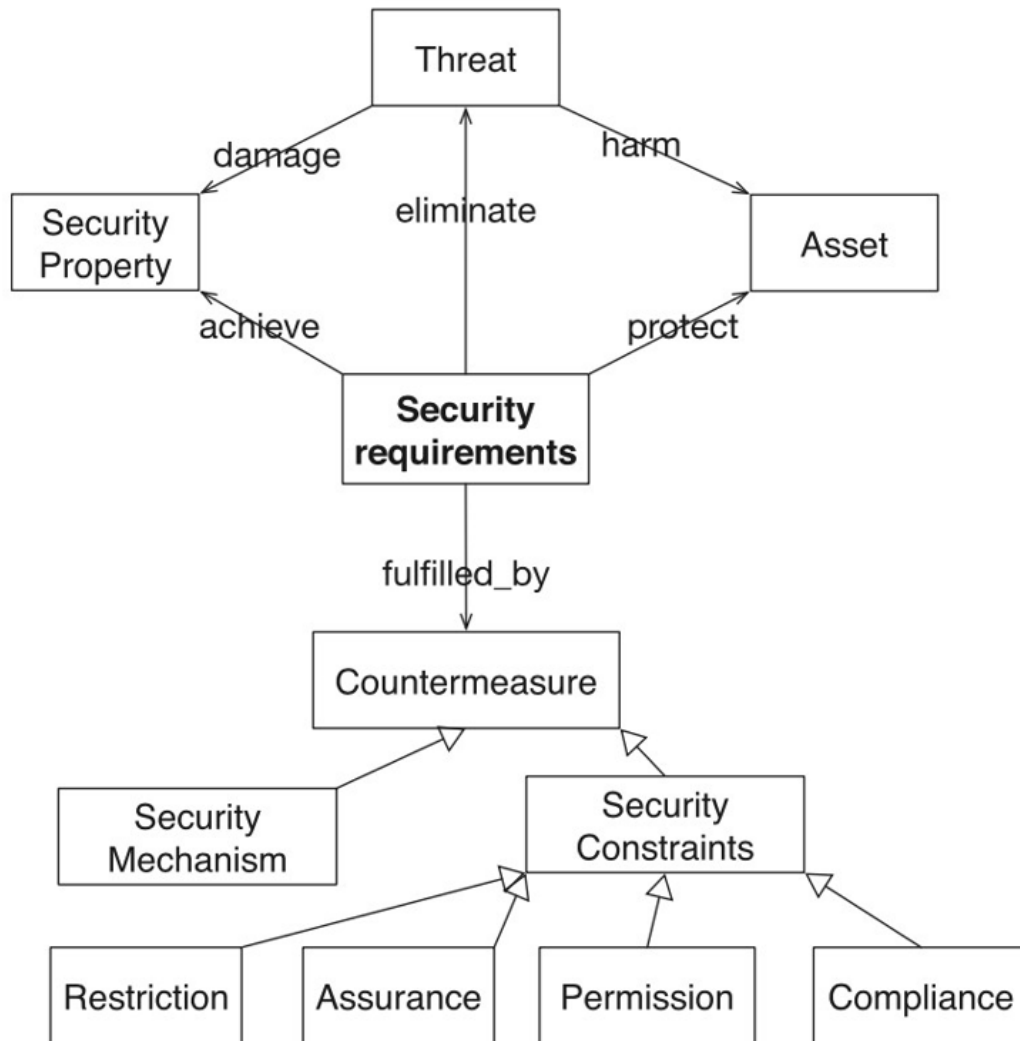 Threat
damage
harm
Security
Property
eliminate
Asset
achieve
protect
Security
requirements
fulfilled_by
Countermeasure
Security
Mechanism
Security
Constraints
Restriction
Assurance
Permission
Compliance